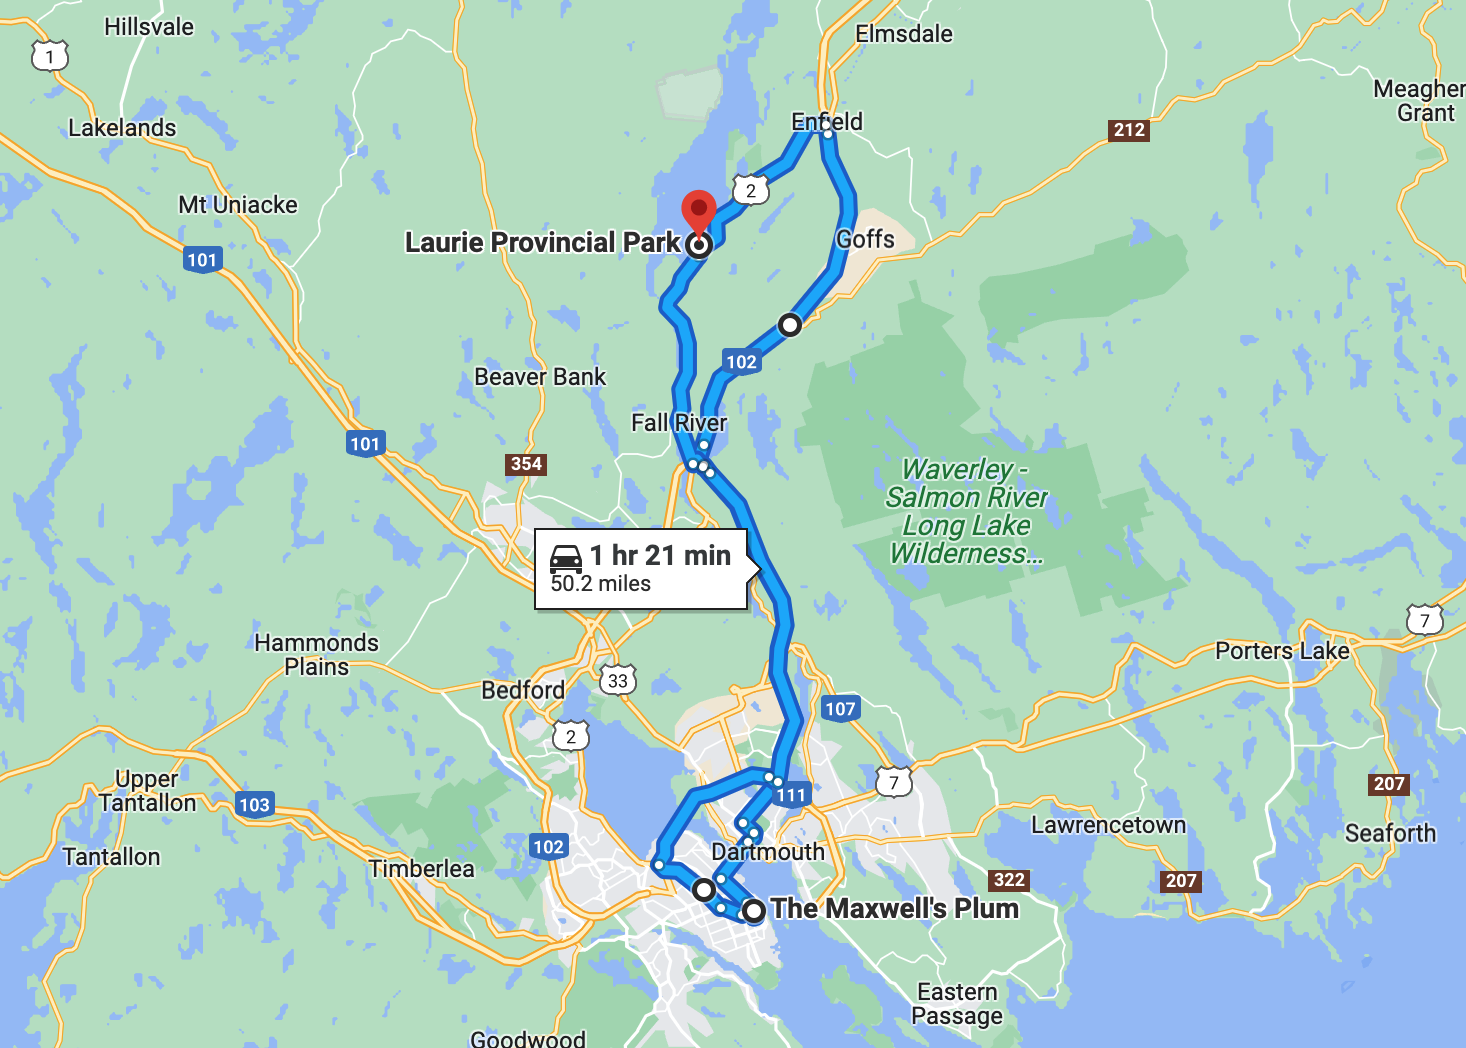 Hillsvale
Elmsdale
1
Meagher
Grant
Lakelands
Enfield
212
Mt Uniacke
2
Laurie Provincial Park
Goffs
101
102
Beaver Bank
Fall River
101
354
Waverley -
Salmon River
Long Lake
Wilderness...
1 hr 21 min
50.2 miles
7
Hammonds
Plains
Porters Lake
Bedford
33
107
2
Upper
Tantallon
103
111
7
207
Lawrencetown
Seaforth
102
Dartmouth
Tantallon
Timberlea
322
207
The Maxwell's Plum
Eastern
Passage
Goodwood